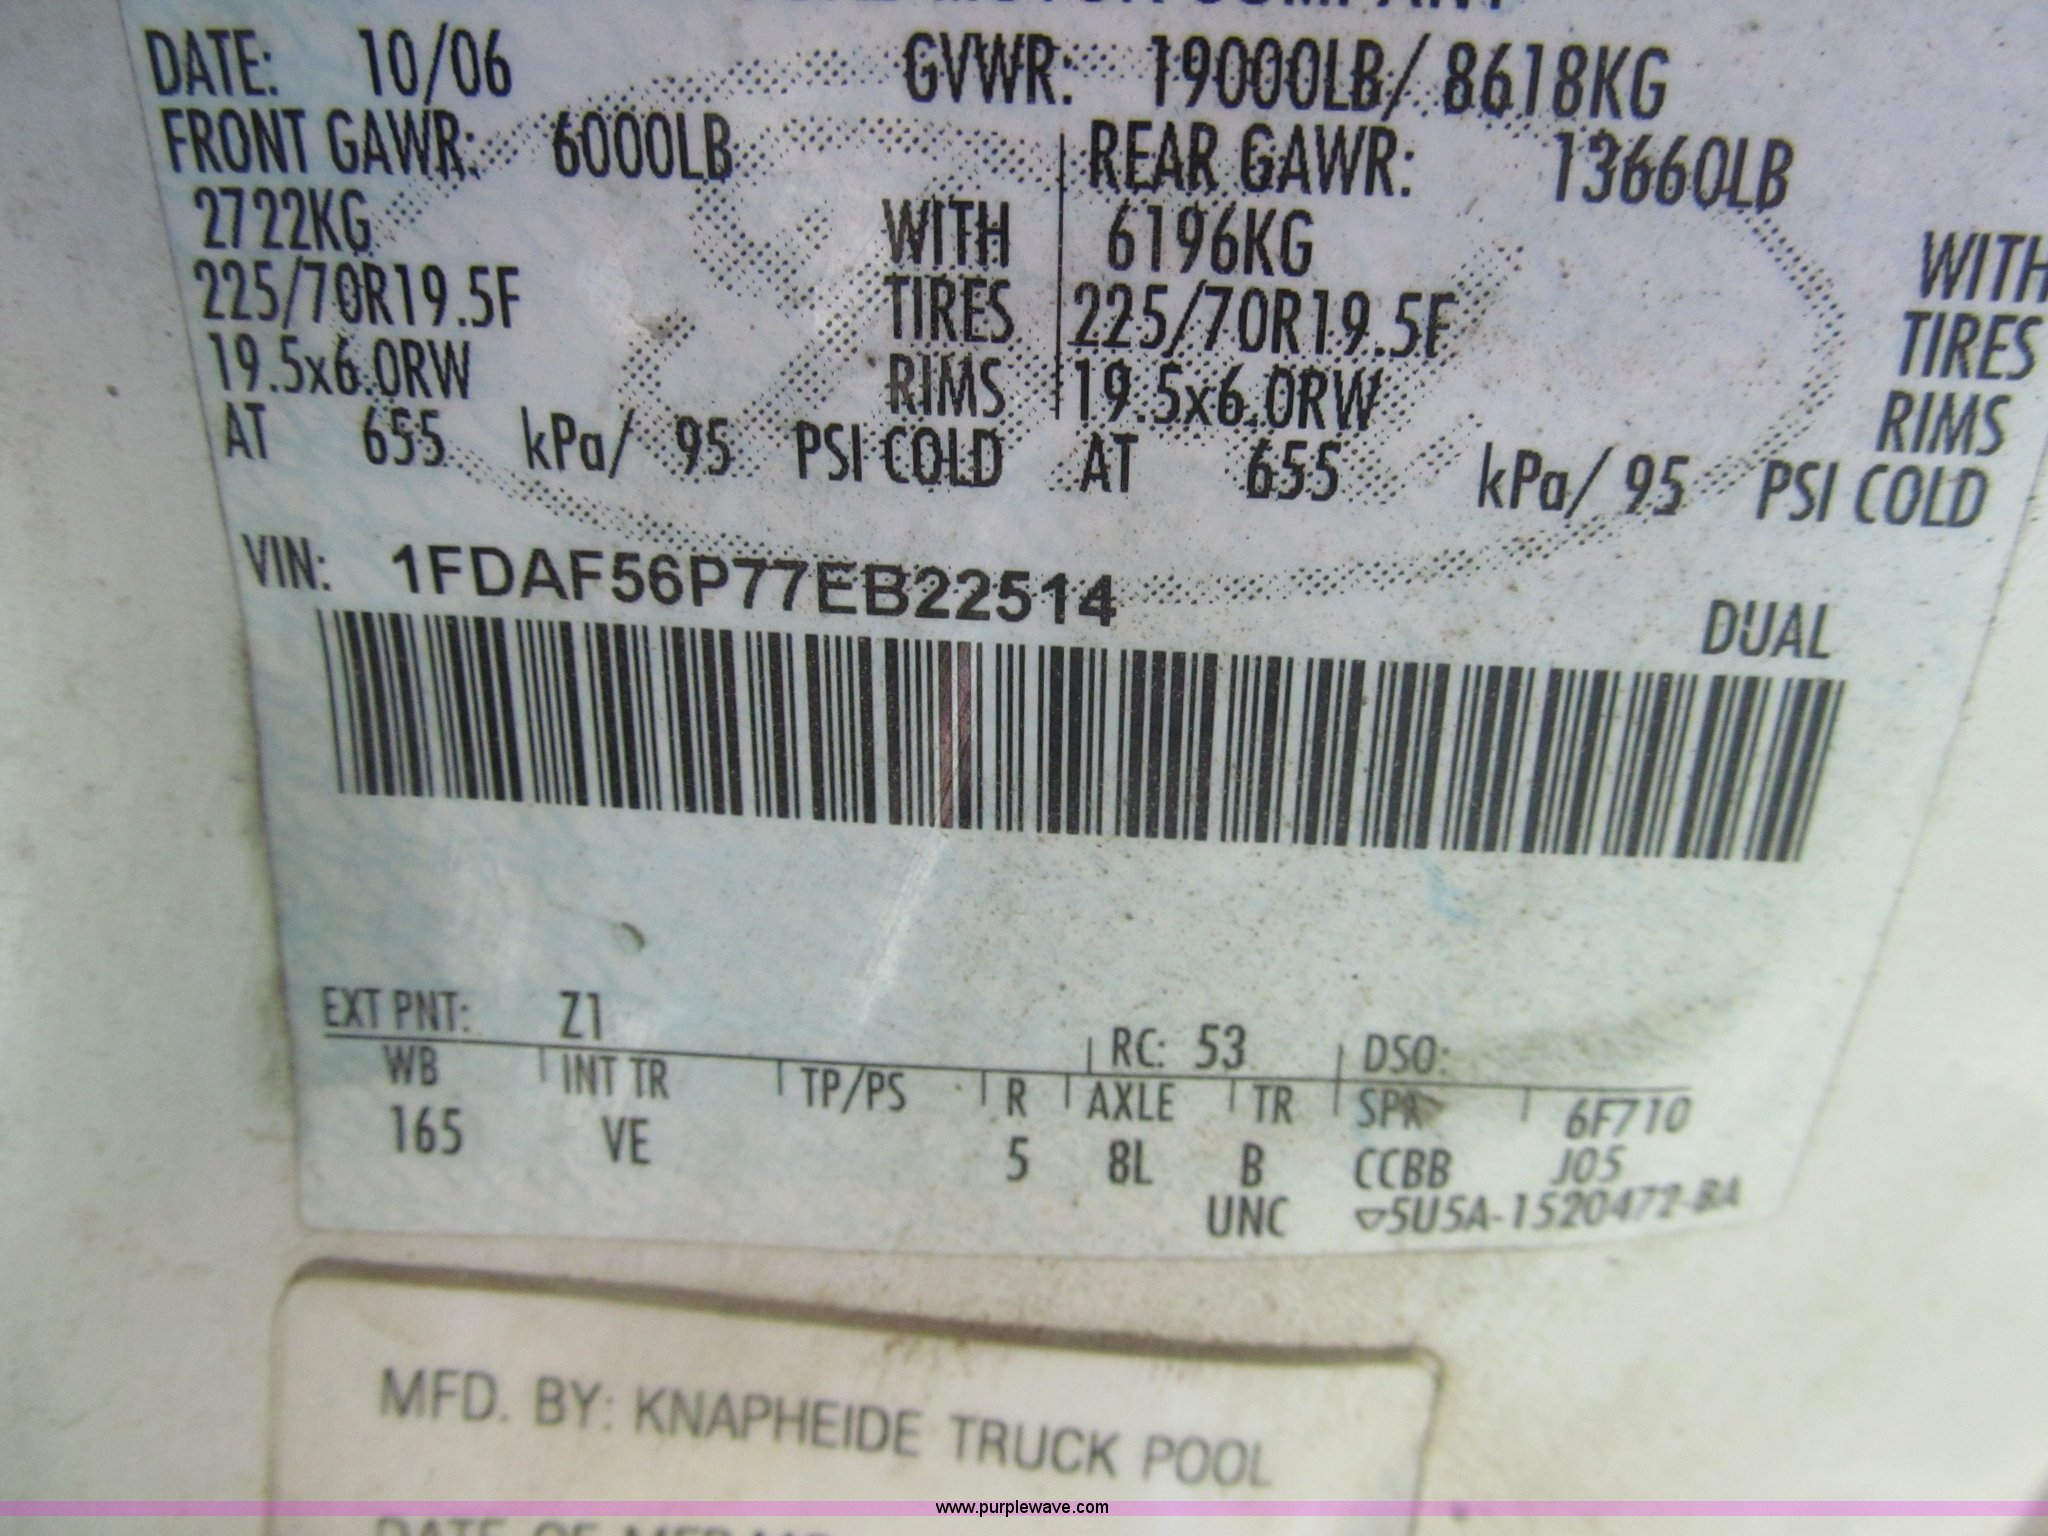 MOTOR COMPANY
DATE: 10/06 GVWR: 19000LB/ 8618KG
FRONT GAWR: 6000LB REAR GAWR: 13660LB
2722KG WITH 6196KG WITH
225/70R19.5F TIRES 225/70R19.5F TIRES
19.5x6.0RW RIMS 19.5x6.0RW RIMS
AT 655 kPa/ 95 PSI COLD AT 655 kPa/ 95 PSI COLD
VIN: 1FDAF56P77EB22514
DUAL
EXT PNT: Z1 RC: 53 DSO:
WB INT TR TP/PS R AXLE TR SPR 6F710
165 VE 5 8L B CCBB J05
UNC ▽5U5A-1520472-BA
MFD. BY: KNAPHEIDE TRUCK POOL
www.purplewave.com